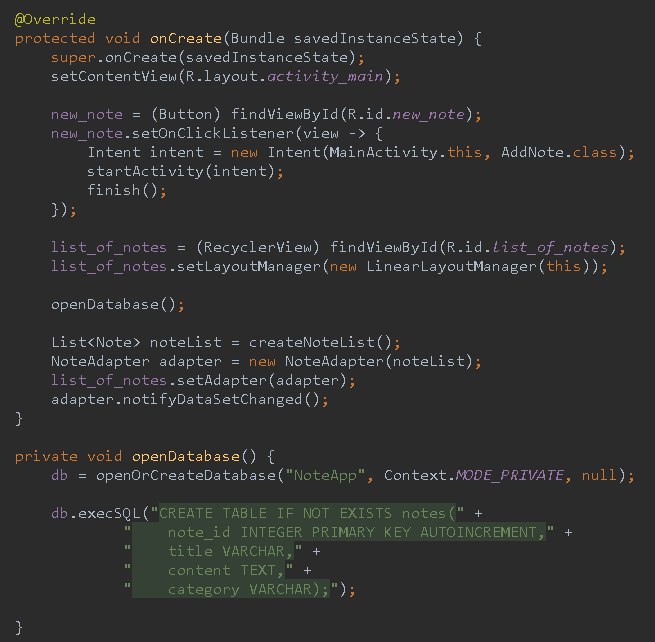 @Override
protected void onCreate(Bundle savedInstanceState) {
    super.onCreate(savedInstanceState);
    setContentView(R.layout.activity_main);

    new_note = (Button) findViewById(R.id.new_note);
    new_note.setOnClickListener(view -> {
        Intent intent = new Intent(MainActivity.this, AddNote.class);
        startActivity(intent);
        finish();
    });

    list_of_notes = (RecyclerView) findViewById(R.id.list_of_notes);
    list_of_notes.setLayoutManager(new LinearLayoutManager(this));

    openDatabase();

    List<Note> noteList = createNoteList();
    NoteAdapter adapter = new NoteAdapter(noteList);
    list_of_notes.setAdapter(adapter);
    adapter.notifyDataSetChanged();
}

private void openDatabase() {
    db = openOrCreateDatabase("NoteApp", Context.MODE_PRIVATE, null);

    db.execSQL("CREATE TABLE IF NOT EXISTS notes(" +
            "    note_id INTEGER PRIMARY KEY AUTOINCREMENT," +
            "    title VARCHAR," +
            "    content TEXT," +
            "    category VARCHAR);");

}